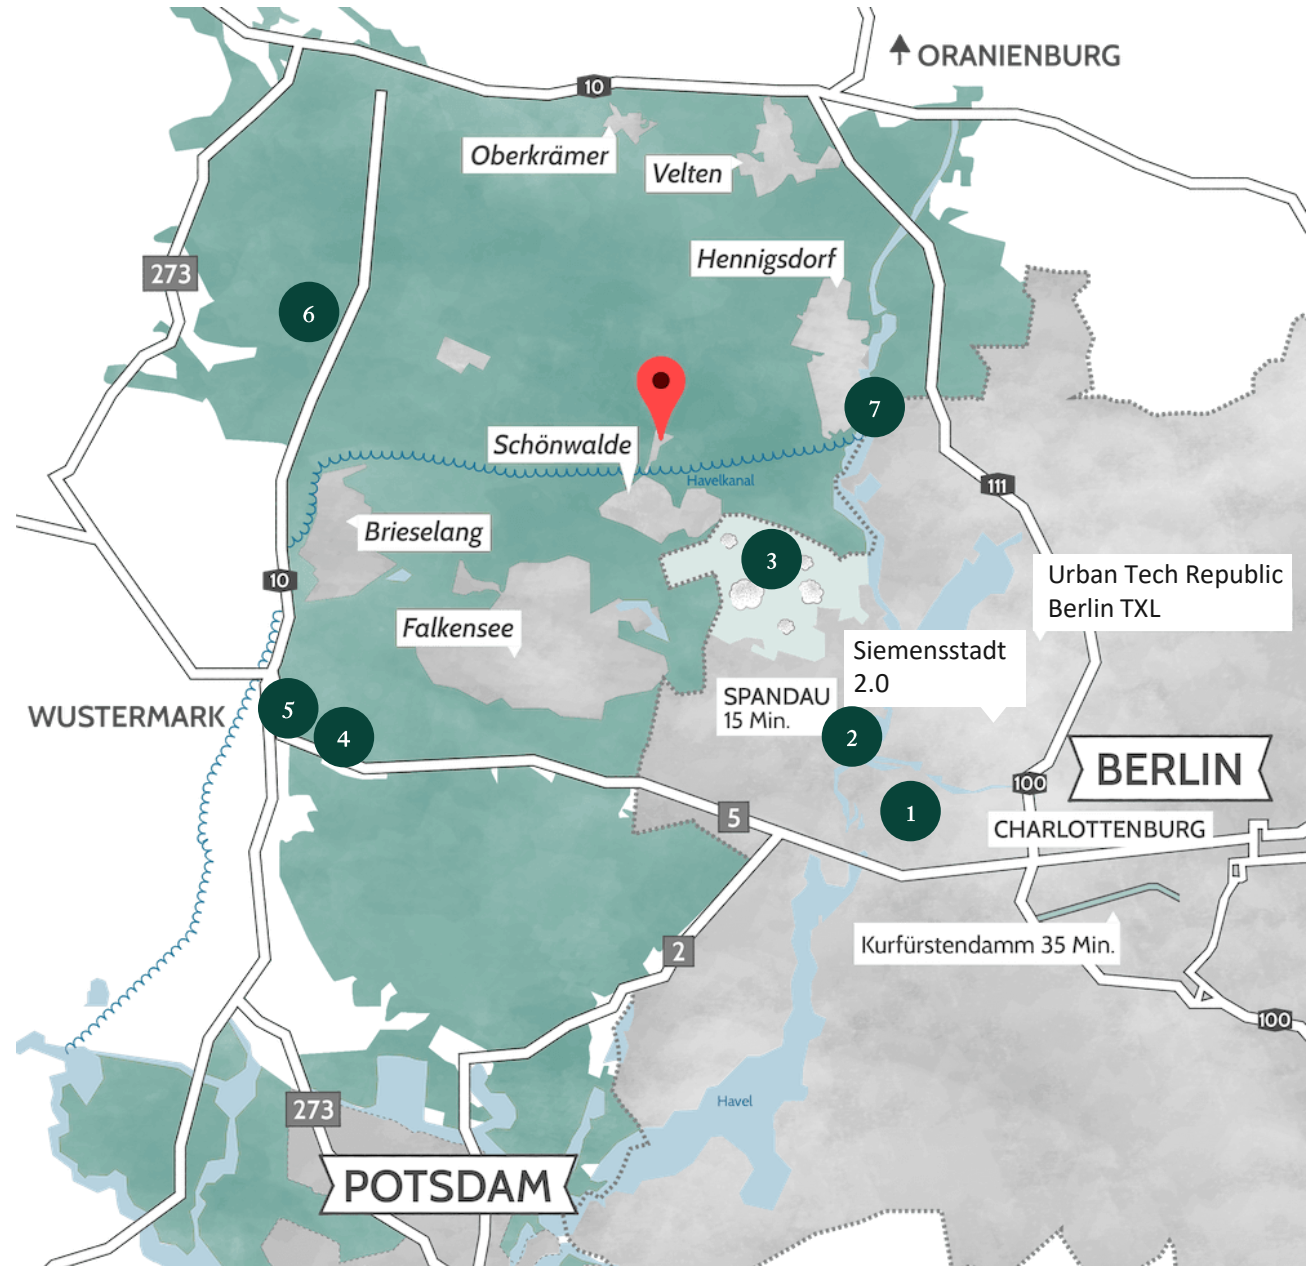 ORANIENBURG
10
Oberkrämer
Velten
Hennigsdorf
273
6
7
Schönwalde
Havelkanal
111
Brieselang
3
10
Urban Tech Republic
Berlin TXL
Falkensee
Siemensstadt
2.0
SPANDAU
15 Min.
WUSTERMARK
5
4
2
BERLIN
100
1
5
CHARLOTTENBURG
2
Kurfürstendamm 35 Min.
100
Havel
273
POTSDAM